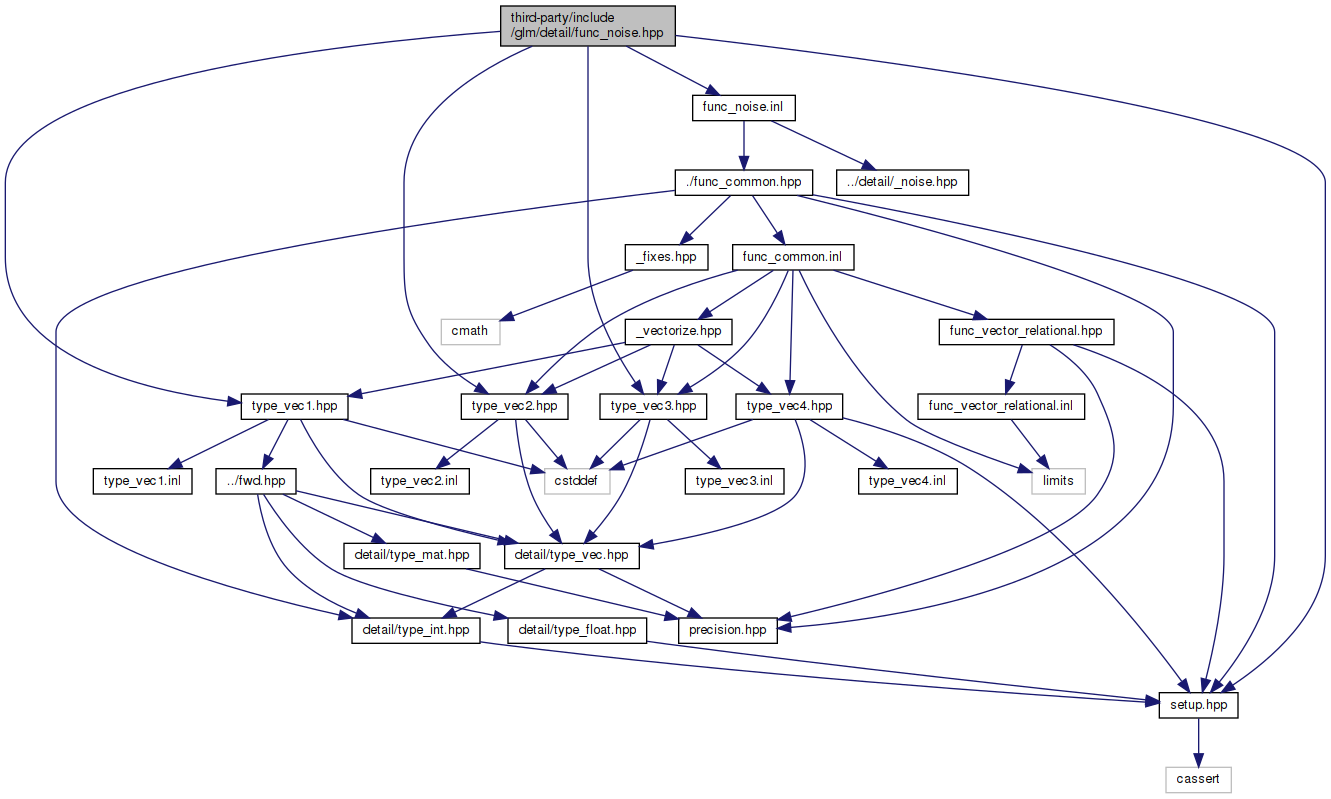 third-party/include
/glm/detail/func_noise.hpp
func_noise.inl
./func_common.hpp
../detail/_noise.hpp
_fixes.hpp
func_common.inl
cmath
_vectorize.hpp
func_vector_relational.hpp
type_vec1.hpp
type_vec2.hpp
type_vec3.hpp
type_vec4.hpp
func_vector_relational.inl
type_vec1.inl
../fwd.hpp
type_vec2.inl
cstddef
type_vec3.inl
type_vec4.inl
limits
detail/type_mat.hpp
detail/type_vec.hpp
detail/type_int.hpp
detail/type_float.hpp
precision.hpp
setup.hpp
cassert